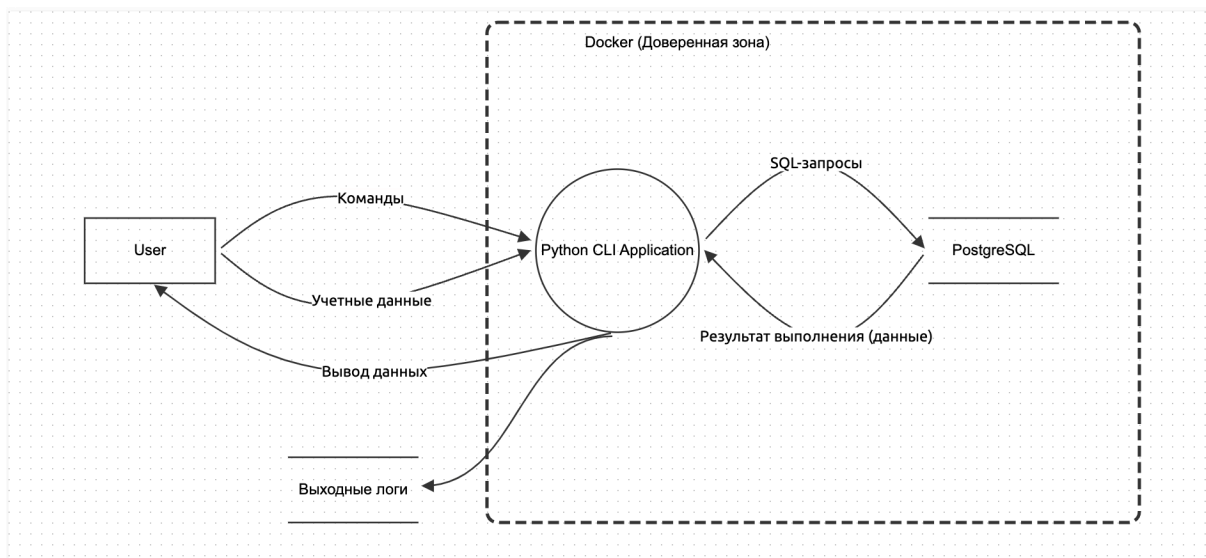 Docker (Доверенная зона)
SQL-запросы
Команды
User
Python CLI Application
PostgreSQL
Учетные данные
Результат выполнения (данные)
Вывод данных
Выходные логи